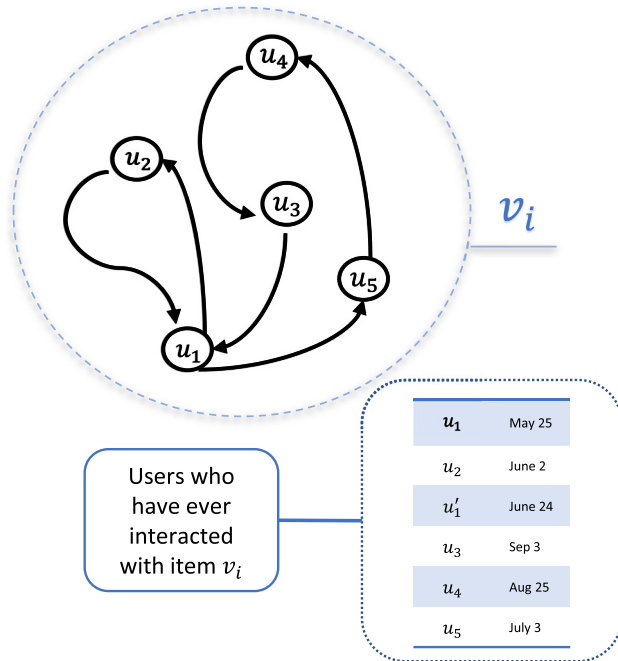 u₄
u₂
u₃
vᵢ
u₅
u₁
u₁ May 25
Users who
have ever
interacted
with item vᵢ
u₂ June 2
u₁′ June 24
u₃ Sep 3
u₄ Aug 25
u₅ July 3